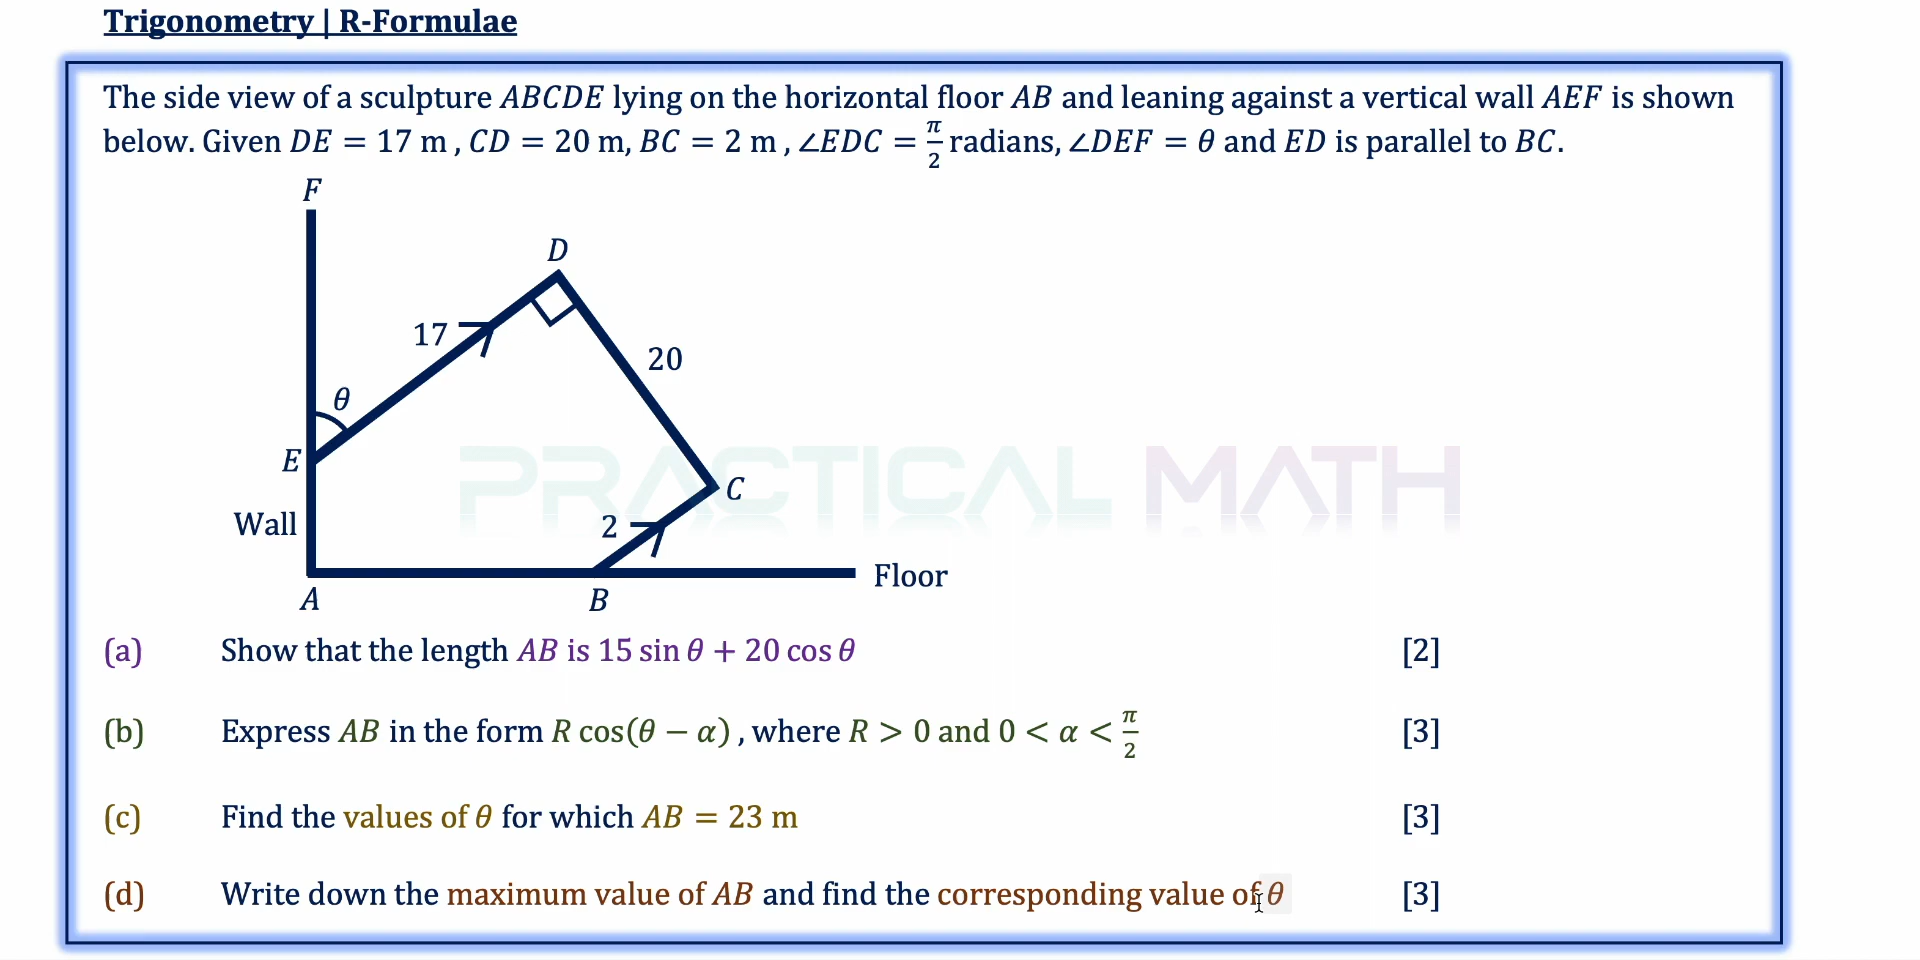 Trigonometry | R-Formulae
The side view of a sculpture ABCDE lying on the horizontal floor AB and leaning against a vertical wall AEF is shown
below. Given DE = 17 m , CD = 20 m, BC = 2 m , ∠EDC = π/2 radians, ∠DEF = θ and ED is parallel to BC.
F
D
17
20
θ
E
C
PRACTICAL MATH
Wall
2
Floor
A
B
(a) Show that the length AB is 15 sin θ + 20 cos θ [2]
(b) Express AB in the form R cos(θ − α) , where R > 0 and 0 < α < π/2 [3]
(c) Find the values of θ for which AB = 23 m [3]
(d) Write down the maximum value of AB and find the corresponding value of θ [3]